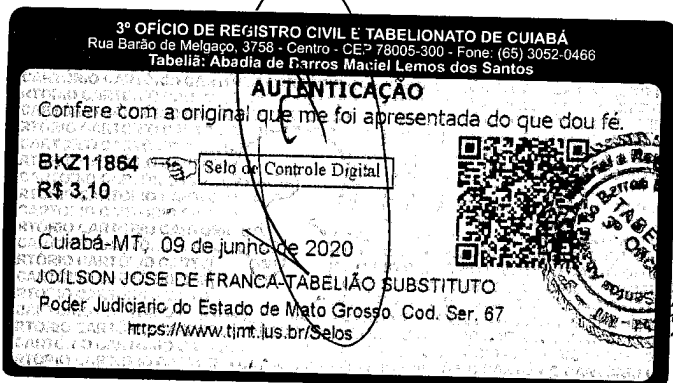 3º OFÍCIO DE REGISTRO CIVIL E TABELIONATO DE CUIABÁ
Rua Barão de Melgaço, 3758 - Centro - CEP 78005-300 - Fone: (65) 3052-0466
Tabeliã: Abadia de Barros Maciel Lemos dos Santos
AUTENTICAÇÃO
Confere com a original que me foi apresentada do que dou fé.
BKZ11864 Selo de Controle Digital
R$ 3,10
Cuiabá-MT, 09 de junho de 2020
JOILSON JOSE DE FRANCA-TABELIÃO SUBSTITUTO
Poder Judiciario do Estado de Mato Grosso. Cod. Ser. 67
https://www.tjmt.jus.br/Selos